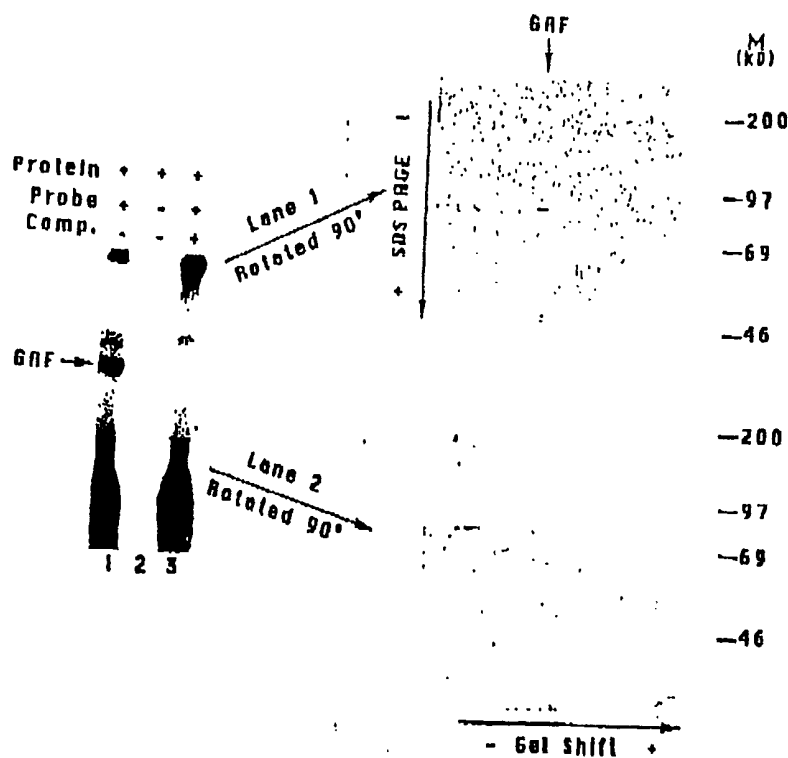 GAF
M
(kD)
Protein + + +
Probe + - +
Comp. - - +
Lane 1
Rotated 90°
- SDS PAGE +
—200
—97
—69
—46
GAF
Lane 2
Rotated 90°
—200
—97
—69
—46
1 2 3
- Gel Shift +